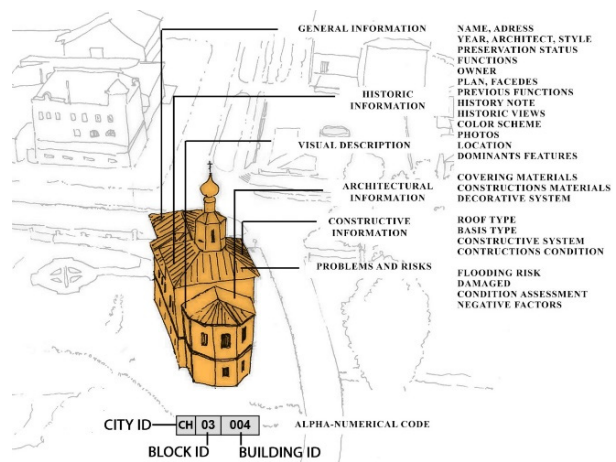 GENERAL INFORMATION
NAME, ADRESS
YEAR, ARCHITECT, STYLE
PRESERVATION STATUS
FUNCTIONS
OWNER
PLAN, FACEDES
HISTORIC
INFORMATION
PREVIOUS FUNCTIONS
HISTORY NOTE
HISTORIC VIEWS
COLOR SCHEME
VISUAL DESCRIPTION
PHOTOS
LOCATION
DOMINANTS FEATURES
ARCHITECTURAL
INFORMATION
COVERING MATERIALS
CONSTRUCTIONS MATERIALS
DECORATIVE SYSTEM
CONSTRUCTIVE
INFORMATION
ROOF TYPE
BASIS TYPE
CONSTRUCTIVE SYSTEM
CONTRUCTIONS CONDITION
PROBLEMS AND RISKS
FLOODING RISK
DAMAGED
CONDITION ASSESSMENT
NEGATIVE FACTORS
CITY ID CH 03 004 ALPHA-NUMERICAL CODE
BLOCK ID BUILDING ID